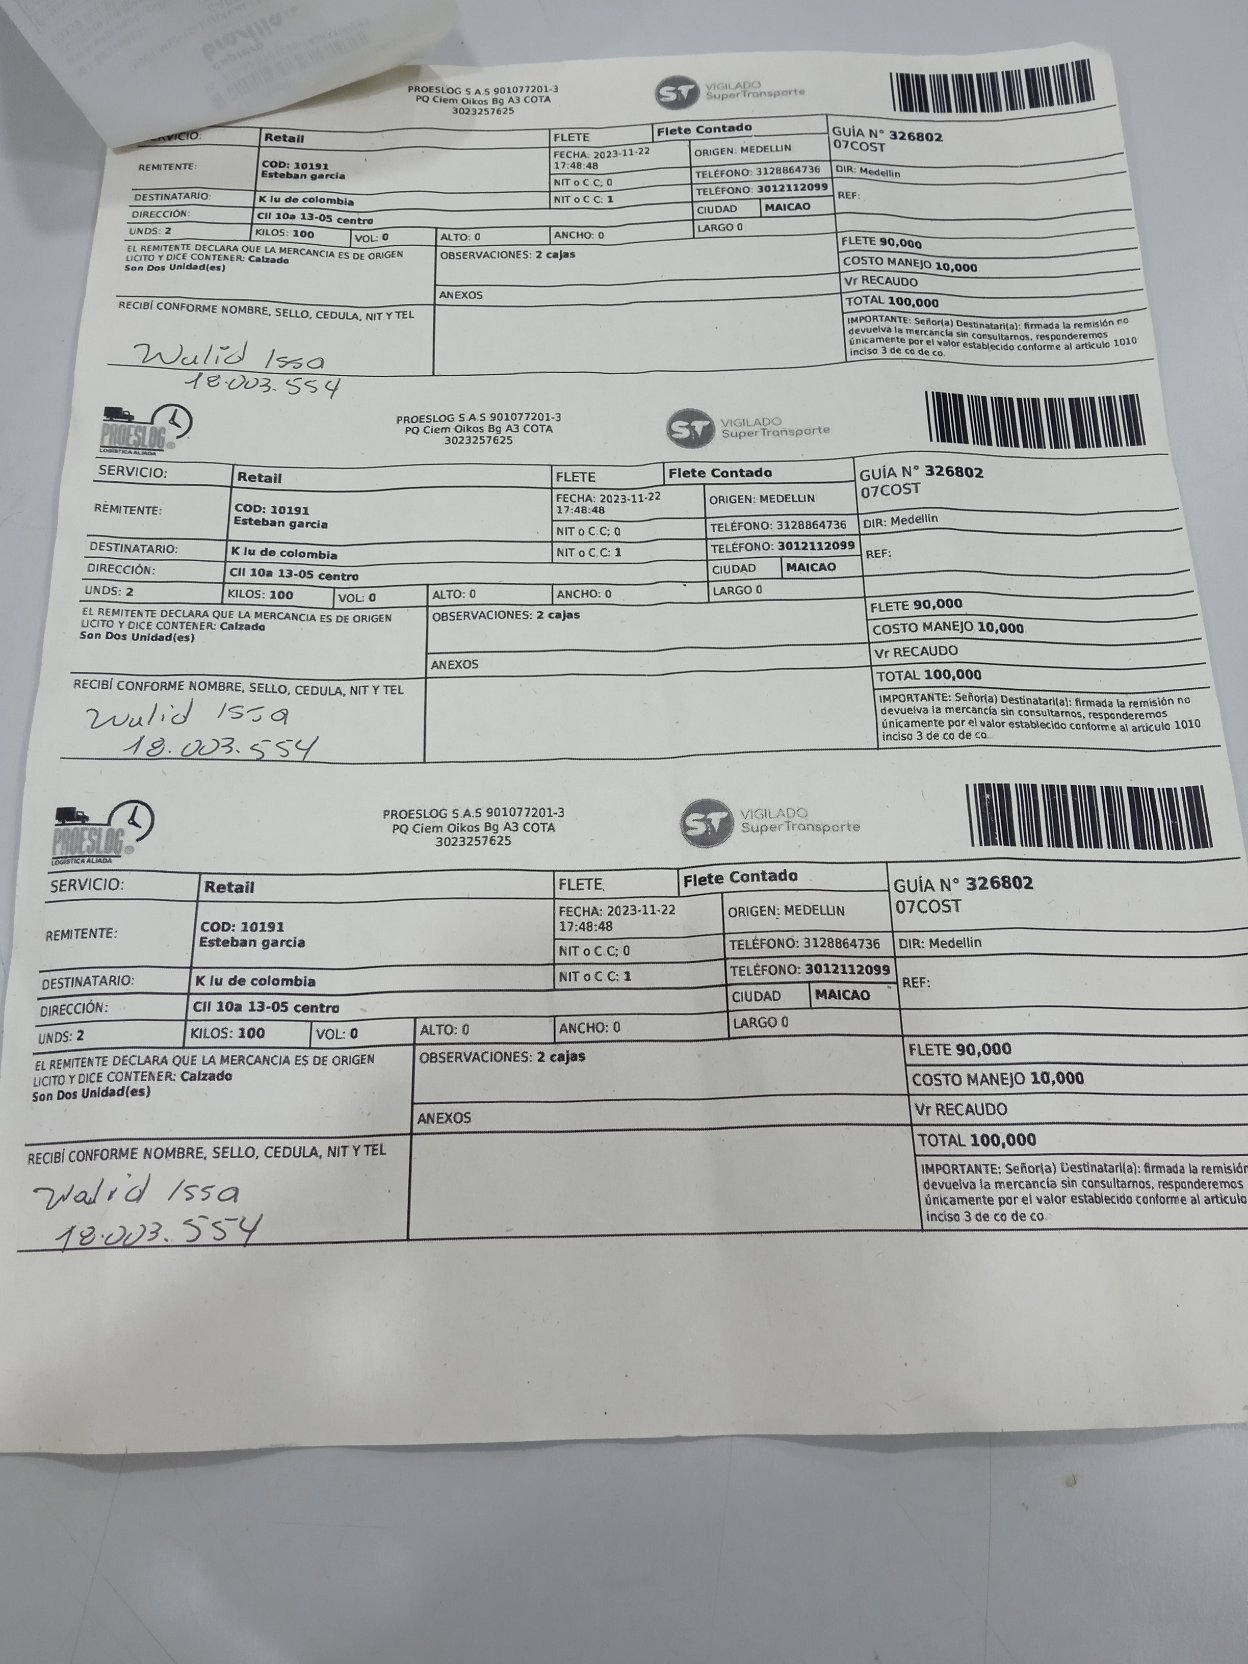 brasilia
PROESLOG S.A.S 901077201-3
PQ Ciem Oikos Bg A3 COTA
3023257625
ST VIGILADO
SuperTransporte
SERVICIO: Retail FLETE Flete Contado GUÍA N° 326802
07COST
REMITENTE: COD: 10191
Esteban garcia
FECHA: 2023-11-22
17:48:48
ORIGEN: MEDELLIN
NIT o C C; 0 TELÉFONO: 3128864736 DIR: Medellin
DESTINATARIO: K lu de colombia NIT o C C: 1 TELÉFONO: 3012112099 REF:
DIRECCIÓN: Cll 10a 13-05 centro CIUDAD MAICAO
UNDS: 2 KILOS: 100 VOL: 0 ALTO: 0 ANCHO: 0 LARGO 0
EL REMITENTE DECLARA QUE LA MERCANCIA ES DE ORIGEN
LICITO Y DICE CONTENER: Calzado
Son Dos Unidad(es)
OBSERVACIONES: 2 cajas
ANEXOS
FLETE 90,000
COSTO MANEJO 10,000
Vr RECAUDO
TOTAL 100,000
RECIBÍ CONFORME NOMBRE, SELLO, CEDULA, NIT Y TEL
Walid Issa
18.003.554
IMPORTANTE: Señor(a) Destinatari(a): firmada la remisión no
devuelva la mercancía sin consultarnos, responderemos
únicamente por el valor establecido conforme al articulo 1010
inciso 3 de co de co.
PROESLOG
LOGÍSTICA ALIADA
PROESLOG S.A.S 901077201-3
PQ Ciem Oikos Bg A3 COTA
3023257625
ST VIGILADO
SuperTransporte
SERVICIO: Retail FLETE Flete Contado GUÍA N° 326802
07COST
REMITENTE: COD: 10191
Esteban garcia
FECHA: 2023-11-22
17:48:48
ORIGEN: MEDELLIN
NIT o C C; 0 TELÉFONO: 3128864736 DIR: Medellin
DESTINATARIO: K lu de colombia NIT o C.C: 1 TELÉFONO: 3012112099 REF:
DIRECCIÓN: Cll 10a 13-05 centro CIUDAD MAICAO
UNDS: 2 KILOS: 100 VOL: 0 ALTO: 0 ANCHO: 0 LARGO 0
EL REMITENTE DECLARA QUE LA MERCANCIA ES DE ORIGEN
LICITO Y DICE CONTENER: Calzado
Son Dos Unidad(es)
OBSERVACIONES: 2 cajas
ANEXOS
FLETE 90,000
COSTO MANEJO 10,000
Vr RECAUDO
TOTAL 100,000
RECIBÍ CONFORME NOMBRE, SELLO, CEDULA, NIT Y TEL
Walid Issa
18.003.554
IMPORTANTE: Señor(a) Destinatari(a): firmada la remisión no
devuelva la mercancía sin consultarnos, responderemos
únicamente por el valor establecido conforme al articulo 1010
inciso 3 de co de co.
PROESLOG
LOGÍSTICA ALIADA
PROESLOG S.A.S 901077201-3
PQ Ciem Oikos Bg A3 COTA
3023257625
ST VIGILADO
SuperTransporte
SERVICIO: Retail FLETE Flete Contado GUÍA N° 326802
07COST
REMITENTE: COD: 10191
Esteban garcia
FECHA: 2023-11-22
17:48:48
ORIGEN: MEDELLIN
NIT o C C; 0 TELÉFONO: 3128864736 DIR: Medellin
DESTINATARIO: K lu de colombia NIT o C C: 1 TELÉFONO: 3012112099 REF:
DIRECCIÓN: Cll 10a 13-05 centro CIUDAD MAICAO
UNDS: 2 KILOS: 100 VOL: 0 ALTO: 0 ANCHO: 0 LARGO 0
EL REMITENTE DECLARA QUE LA MERCANCIA ES DE ORIGEN
LICITO Y DICE CONTENER: Calzado
Son Dos Unidad(es)
OBSERVACIONES: 2 cajas
ANEXOS
FLETE 90,000
COSTO MANEJO 10,000
Vr RECAUDO
TOTAL 100,000
RECIBÍ CONFORME NOMBRE, SELLO, CEDULA, NIT Y TEL
Walid Issa
18.003.554
IMPORTANTE: Señor(a) Destinatari(a): firmada la remisión
devuelva la mercancía sin consultarnos, responderemos
únicamente por el valor establecido conforme al articulo
inciso 3 de co de co.